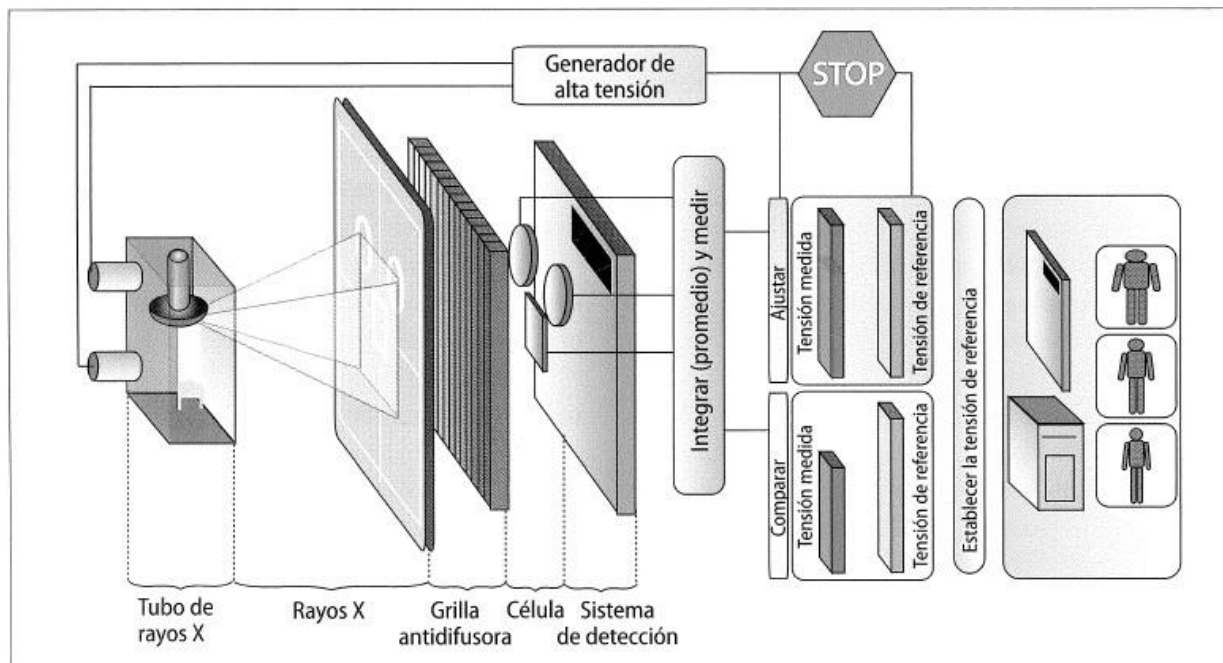 Generador de
alta tensión
STOP
Integrar (promedio) y medir
Ajustar
Tensión medida
Tensión de referencia
Comparar
Tensión medida
Tensión de referencia
Establecer la tensión de referencia
Tubo de
rayos X
Rayos X
Grilla
antidifusora
Célula
Sistema
de detección